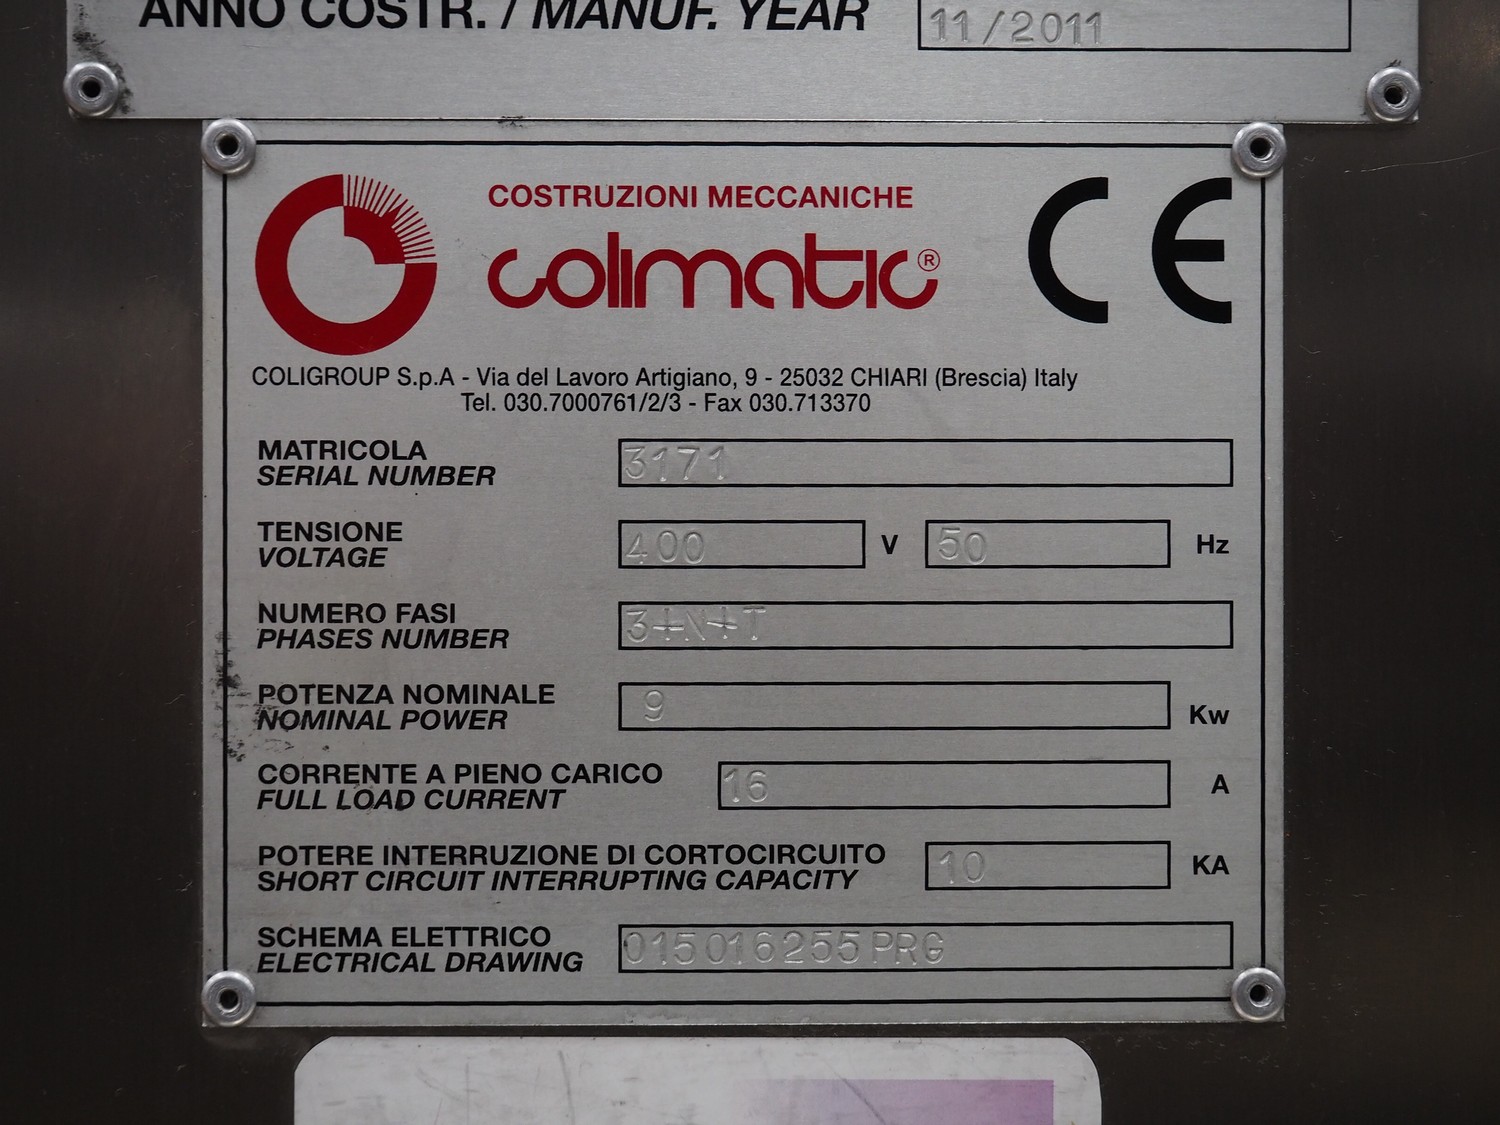 ANNO COSTR. / MANUF. YEAR 11/2011
COSTRUZIONI MECCANICHE
colimatic®
CE
COLIGROUP S.p.A - Via del Lavoro Artigiano, 9 - 25032 CHIARI (Brescia) Italy
Tel. 030.7000761/2/3 - Fax 030.713370
MATRICOLA
SERIAL NUMBER
3171
TENSIONE
VOLTAGE
400 V 50 Hz
NUMERO FASI
PHASES NUMBER
3+N+T
POTENZA NOMINALE
NOMINAL POWER
9 Kw
CORRENTE A PIENO CARICO
FULL LOAD CURRENT
16 A
POTERE INTERRUZIONE DI CORTOCIRCUITO
SHORT CIRCUIT INTERRUPTING CAPACITY
10 KA
SCHEMA ELETTRICO
ELECTRICAL DRAWING
015016255PRG